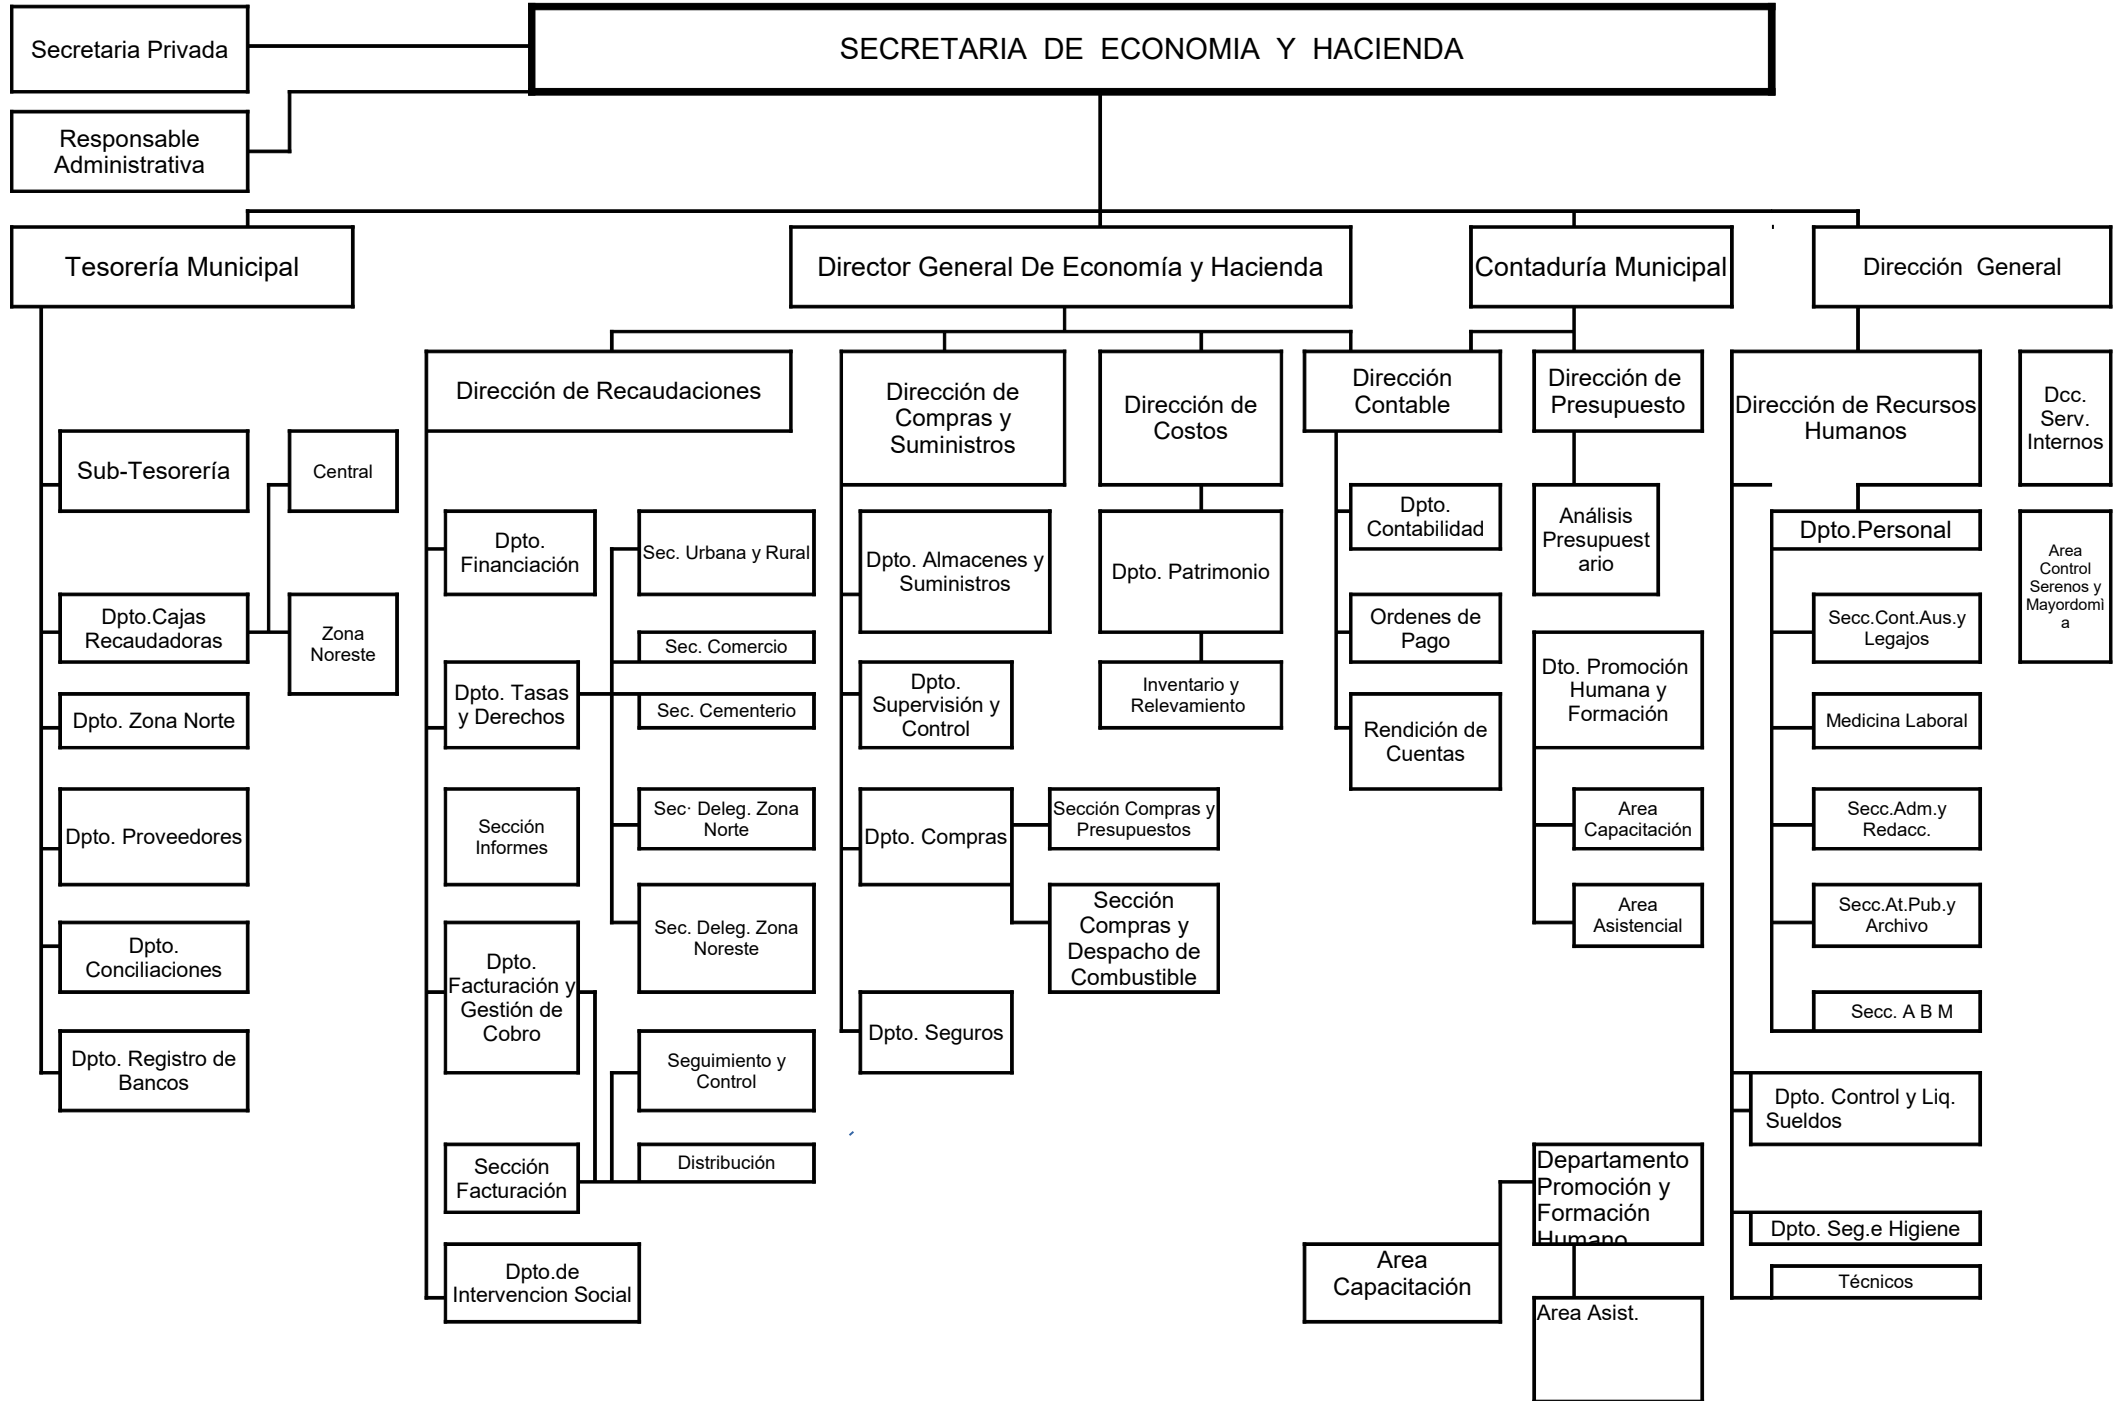 Secretaria Privada
SECRETARIA DE ECONOMIA Y HACIENDA
Responsable
Administrativa
Tesorería Municipal
Director General De Economía y Hacienda
Contaduría Municipal
Dirección General
Dirección de Recaudaciones
Dirección de
Compras y
Suministros
Dirección de
Costos
Dirección
Contable
Dirección de
Presupuesto
Dirección de Recursos
Humanos
Dcc.
Serv.
Internos
Sub-Tesorería
Central
Dpto.Cajas
Recaudadoras
Zona
Noreste
Dpto. Zona Norte
Dpto. Proveedores
Dpto.
Conciliaciones
Dpto. Registro de
Bancos
Dpto.
Financiación
Dpto. Tasas
y Derechos
Sección
Informes
Dpto.
Facturación y
Gestión de
Cobro
Sección
Facturación
Dpto.de
Intervencion Social
Sec. Urbana y Rural
Sec. Comercio
Sec. Cementerio
Sec· Deleg. Zona
Norte
Sec. Deleg. Zona
Noreste
Seguimiento y
Control
Distribución
Dpto. Almacenes y
Suministros
Dpto.
Supervisión y
Control
Dpto. Compras
Dpto. Seguros
Sección Compras y
Presupuestos
Sección
Compras y
Despacho de
Combustible
Dpto. Patrimonio
Inventario y
Relevamiento
Dpto.
Contabilidad
Ordenes de
Pago
Rendición de
Cuentas
Análisis
Presupuest
ario
Dto. Promoción
Humana y
Formación
Area
Capacitación
Area
Asistencial
Departamento
Promoción y
Formación
Humano
Area
Capacitación
Area Asist.
Dpto.Personal
Secc.Cont.Aus.y
Legajos
Medicina Laboral
Secc.Adm.y
Redacc.
Secc.At.Pub.y
Archivo
Secc. A B M
Dpto. Control y Liq.
Sueldos
Dpto. Seg.e Higiene
Técnicos
Area
Control
Serenos y
Mayordomì
a